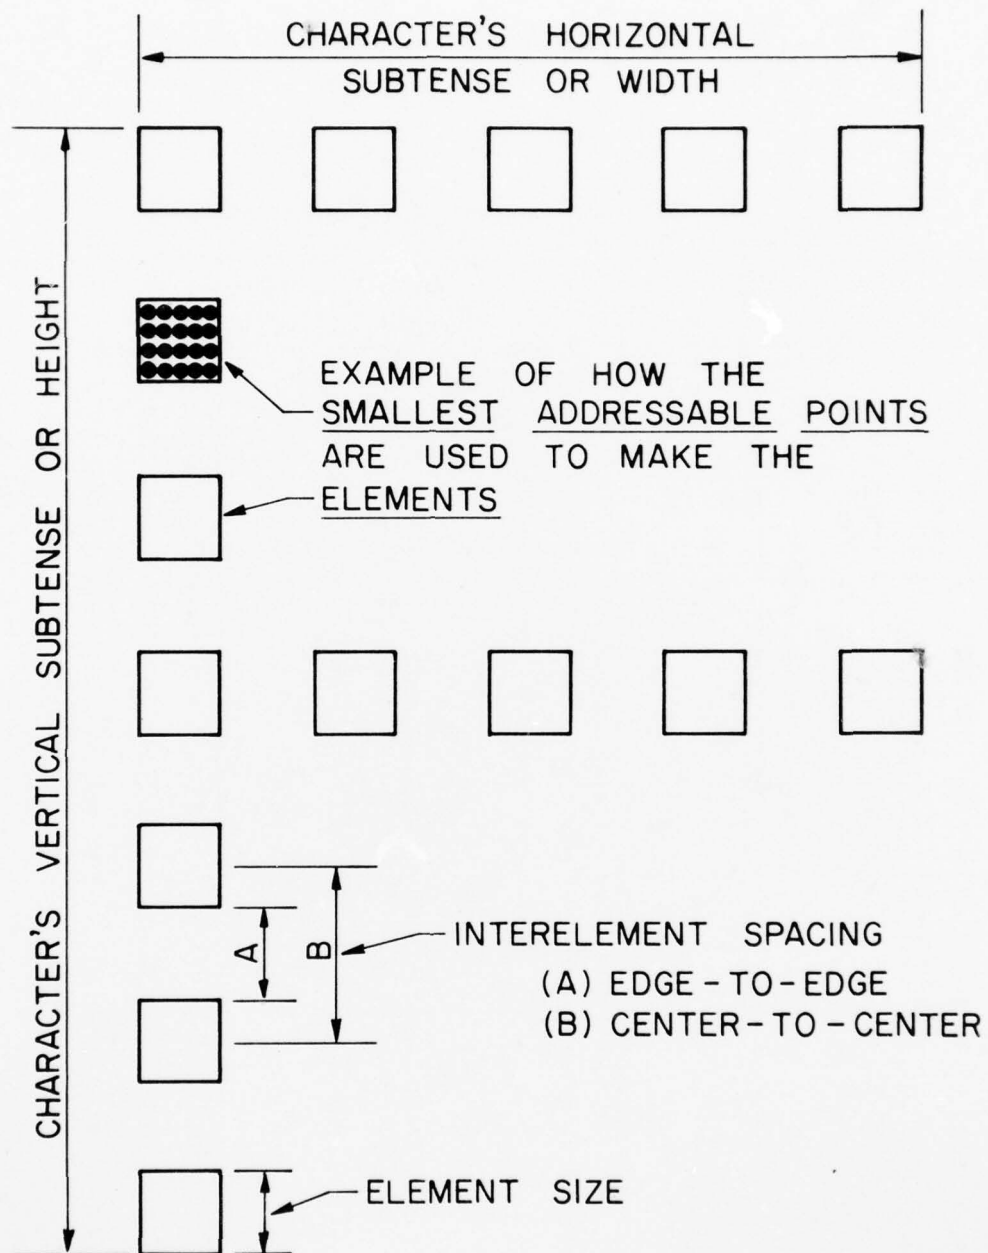 CHARACTER'S HORIZONTAL
SUBTENSE OR WIDTH
CHARACTER'S VERTICAL SUBTENSE OR HEIGHT
EXAMPLE OF HOW THE
SMALLEST ADDRESSABLE POINTS
ARE USED TO MAKE THE
ELEMENTS
A
B
INTERELEMENT SPACING
(A) EDGE-TO-EDGE
(B) CENTER-TO-CENTER
ELEMENT SIZE